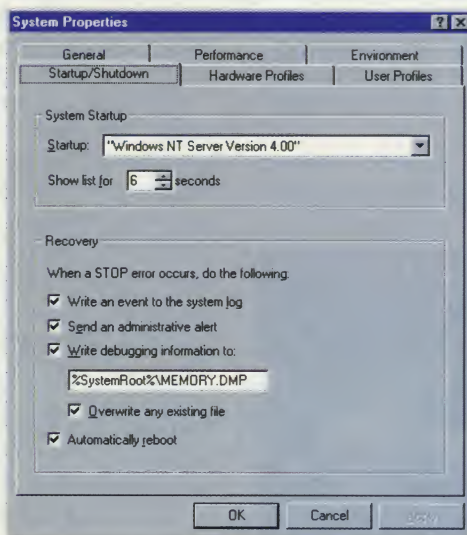 System Properties
General Performance Environment
Startup/Shutdown Hardware Profiles User Profiles
System Startup
Startup: "Windows NT Server Version 4.00"
Show list for 6 seconds
Recovery
When a STOP error occurs, do the following:
Write an event to the system log
Send an administrative alert
Write debugging information to:
%SystemRoot%\MEMORY.DMP
Overwrite any existing file
Automatically reboot
OK Cancel Apply